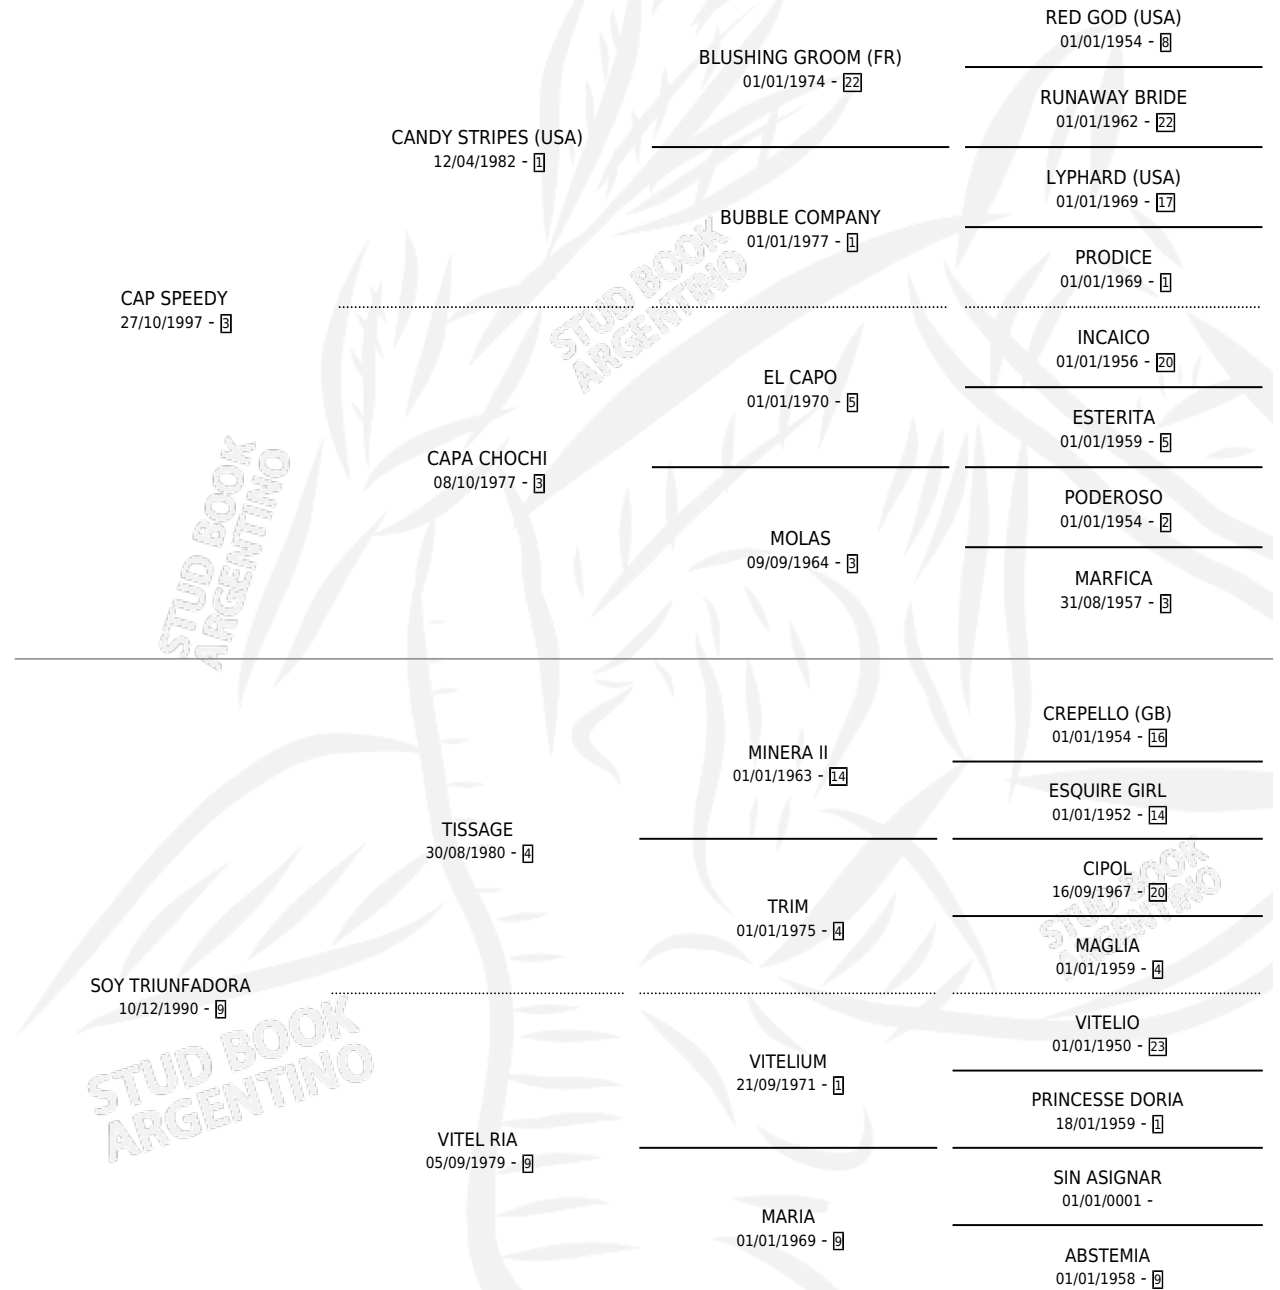 RED GOD (USA)
01/01/1954 - 8
BLUSHING GROOM (FR)
01/01/1974 - 22
RUNAWAY BRIDE
01/01/1962 - 22
CANDY STRIPES (USA)
12/04/1982 - 1
LYPHARD (USA)
01/01/1969 - 17
BUBBLE COMPANY
01/01/1977 - 1
PRODICE
01/01/1969 - 1
CAP SPEEDY
27/10/1997 - 3
STUD BOOK
ARGENTINO
INCAICO
01/01/1956 - 20
EL CAPO
01/01/1970 - 5
ESTERITA
01/01/1959 - 5
CAPA CHOCHI
08/10/1977 - 3
PODEROSO
01/01/1954 - 2
MOLAS
09/09/1964 - 3
MARFICA
31/08/1957 - 3
STUD BOOK
ARGENTINO
CREPELLO (GB)
01/01/1954 - 16
MINERA II
01/01/1963 - 14
ESQUIRE GIRL
01/01/1952 - 14
TISSAGE
30/08/1980 - 4
CIPOL
16/09/1967 - 20
STUD BOOK
ARGENTINO
TRIM
01/01/1975 - 4
MAGLIA
01/01/1959 - 4
SOY TRIUNFADORA
10/12/1990 - 9
STUD BOOK
ARGENTINO
VITELIO
01/01/1950 - 23
VITELIUM
21/09/1971 - 1
PRINCESSE DORIA
18/01/1959 - 1
VITEL RIA
05/09/1979 - 9
SIN ASIGNAR
01/01/0001 -
MARIA
01/01/1969 - 9
ABSTEMIA
01/01/1958 - 9